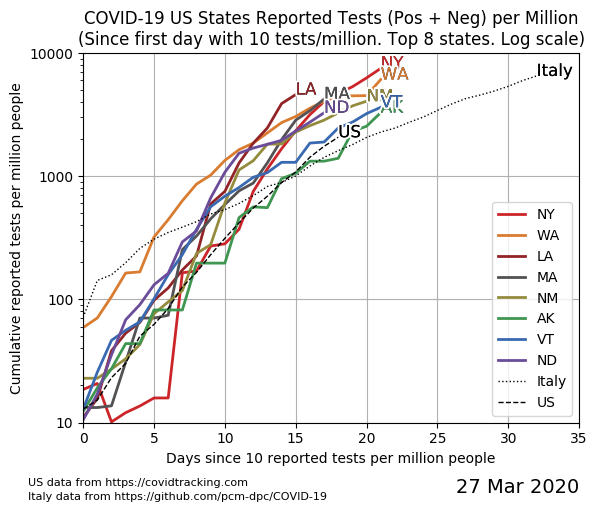 COVID-19 US States Reported Tests (Pos + Neg) per Million
(Since first day with 10 tests/million. Top 8 states. Log scale)
10000
1000
100
10
Cumulative reported tests per million people
NY
WA
Italy
LA
MA
NM
ND
VT
AK
US
NY
WA
LA
MA
NM
AK
VT
ND
Italy
US
0 5 10 15 20 25 30 35
Days since 10 reported tests per million people
US data from https://covidtracking.com
Italy data from https://github.com/pcm-dpc/COVID-19
27 Mar 2020